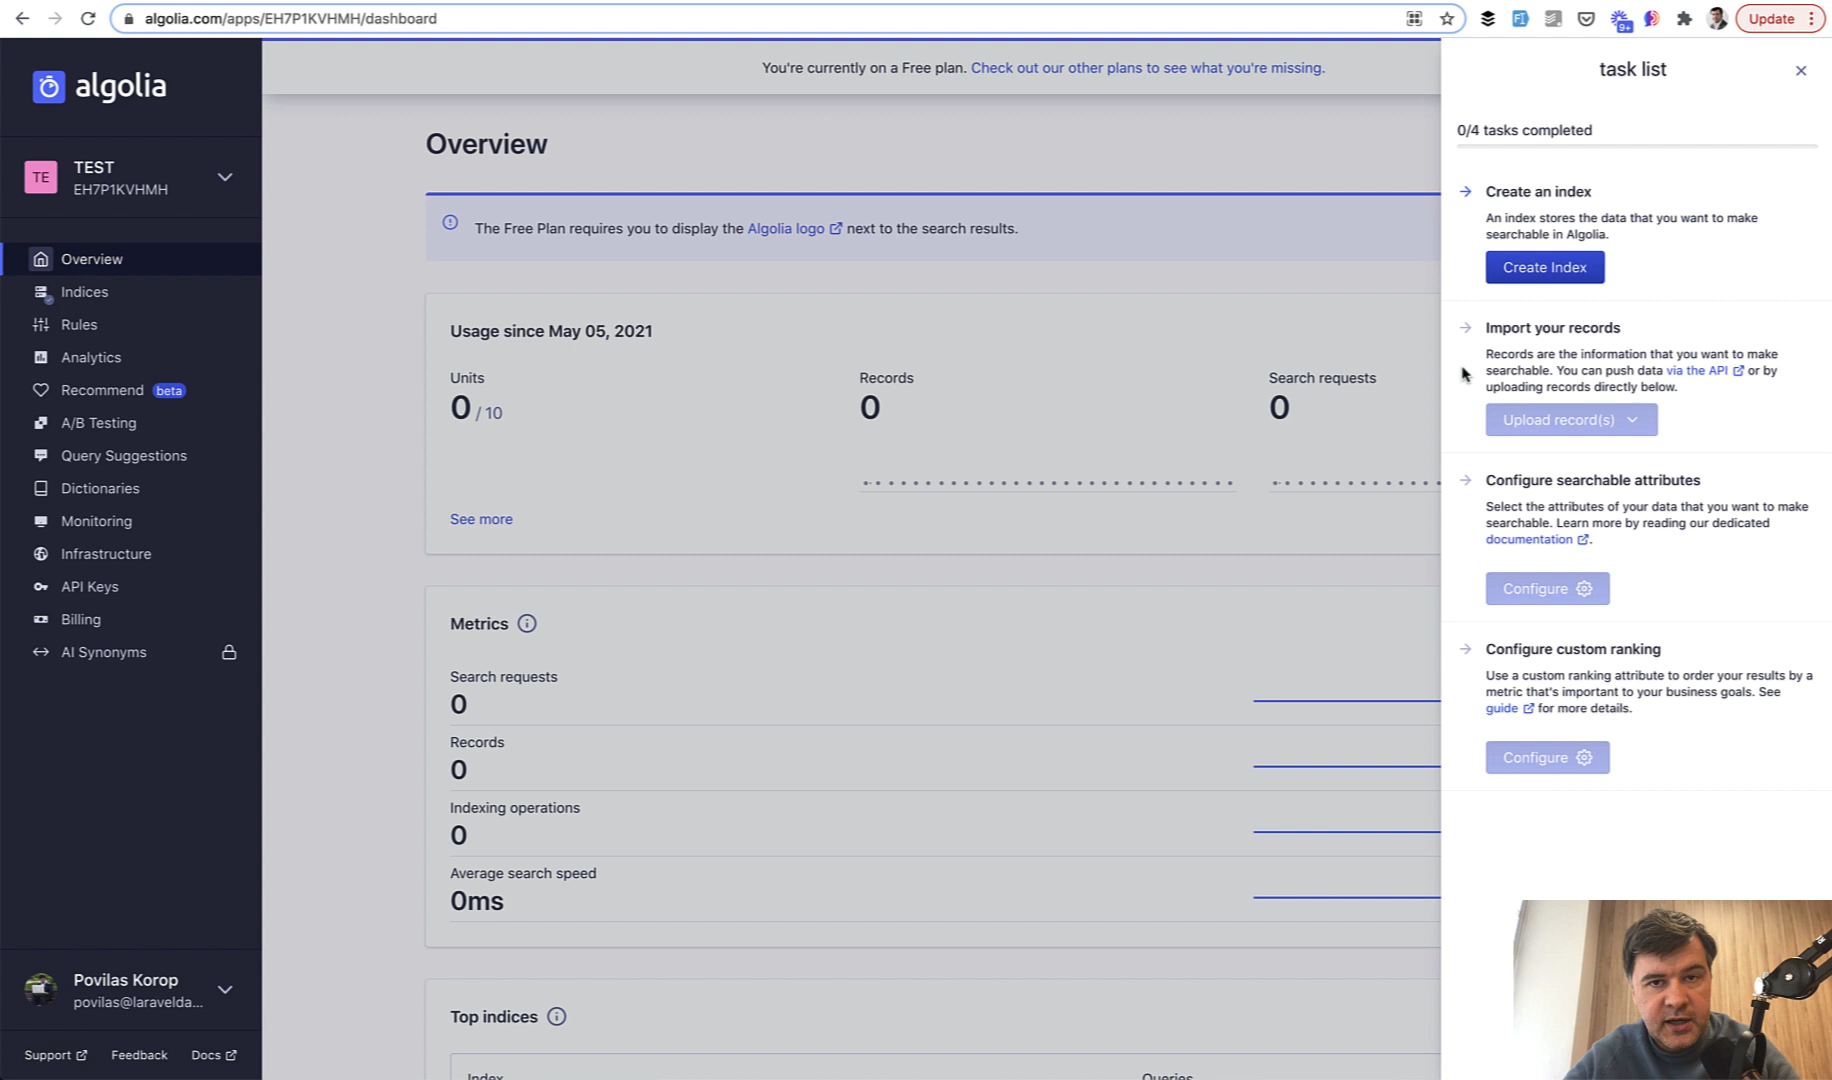 algolia.com/apps/EH7P1KVHMH/dashboard
9+
Update
algolia
TE
TEST
EH7P1KVHMH
Overview
Indices
Rules
Analytics
Recommend beta
A/B Testing
Query Suggestions
Dictionaries
Monitoring
Infrastructure
API Keys
Billing
AI Synonyms
Povilas Korop
povilas@laravelda...
Support
Feedback
Docs
You're currently on a Free plan. Check out our other plans to see what you're missing.
Overview
The Free Plan requires you to display the Algolia logo next to the search results.
Usage since May 05, 2021
Units
0 / 10
Records
0
Search requests
0
See more
Metrics
Search requests
0
Records
0
Indexing operations
0
Average search speed
0ms
Top indices
Index
Queries
task list
0/4 tasks completed
Create an index
An index stores the data that you want to make
searchable in Algolia.
Create Index
Import your records
Records are the information that you want to make
searchable. You can push data via the API or by
uploading records directly below.
Upload record(s)
Configure searchable attributes
Select the attributes of your data that you want to make
searchable. Learn more by reading our dedicated
documentation .
Configure
Configure custom ranking
Use a custom ranking attribute to order your results by a
metric that's important to your business goals. See
guide for more details.
Configure